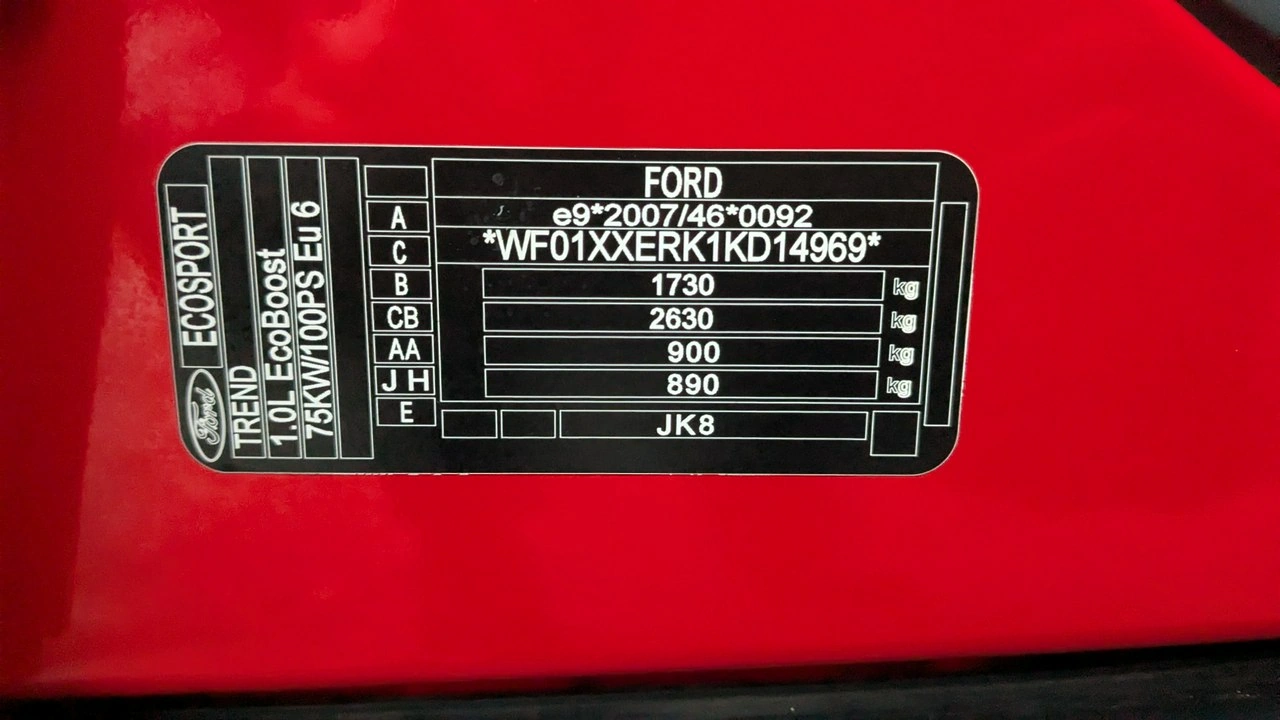 FORD
A e9*2007/46*0092
C *WF01XXERK1KD14969*
B 1730 kg
CB 2630 kg
AA 900 kg
J H 890 kg
E JK8
Ford ECOSPORT
TREND
1.0L EcoBoost
75KW/100PS Eu 6